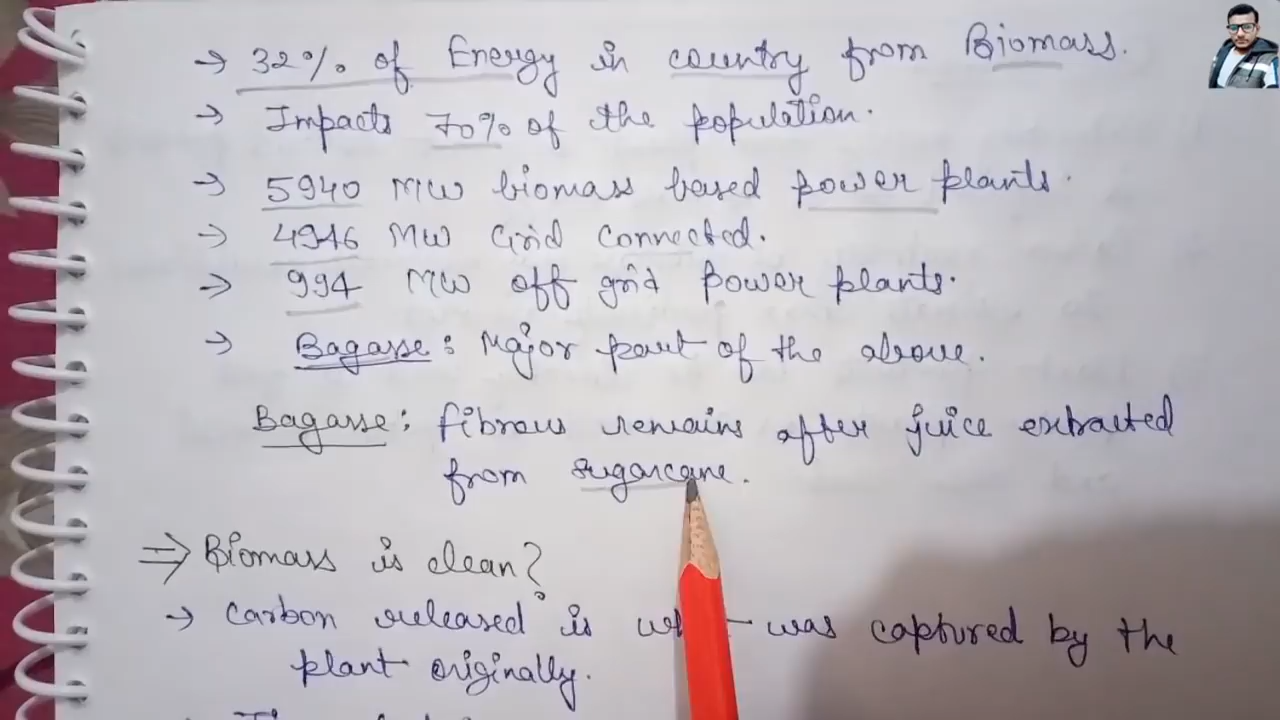 → 32% of Energy in country from Biomass.
→ Impacts 70% of the population.
→ 5940 MW biomass based power plants.
→ 4946 MW Grid connected.
→ 994 MW off grid power plants.
→ Bagasse: Major part of the above.
Bagasse: fibrous remains after juice extracted
from sugarcane.
⇒ Biomass is clean?
→ Carbon released is was captured by the
plant originally.